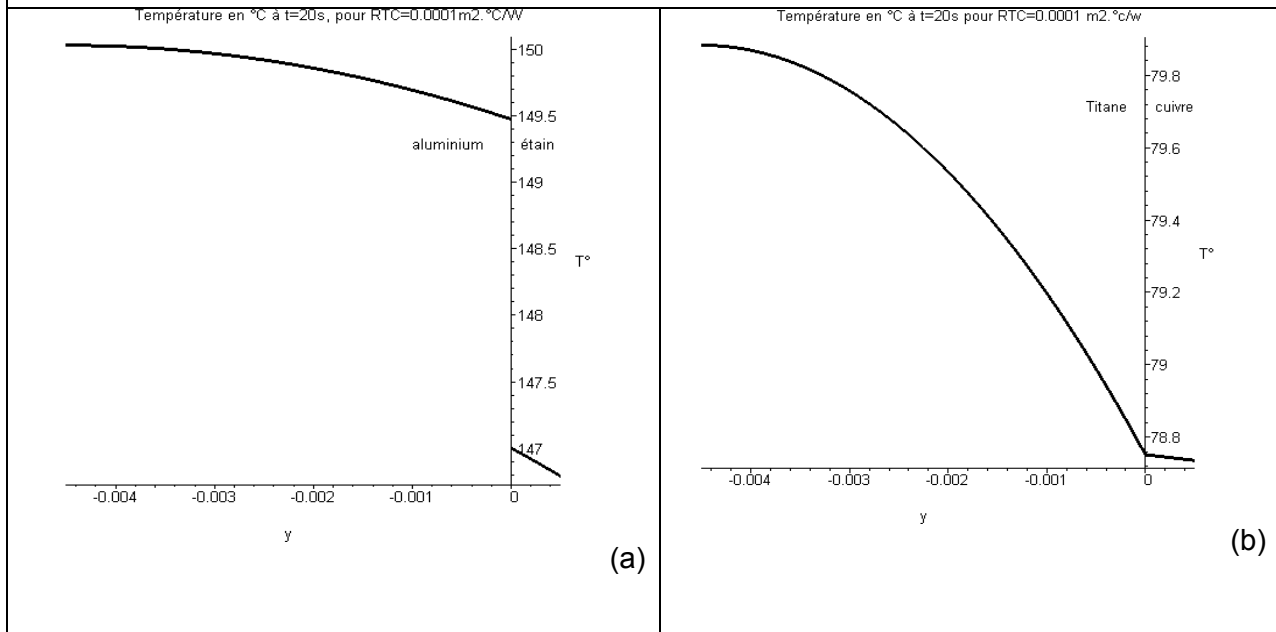 Température en °C à t=20s, pour RTC=0.0001m2.°C/W
150
149.5
aluminium étain
149
148.5
T°
148
147.5
147
-0.004 -0.003 -0.002 -0.001 0
y
(a)
Température en °C à t=20s pour RTC=0.0001 m2.°c/w
79.8
Titane cuivre
79.6
79.4
T°
79.2
79
78.8
-0.004 -0.003 -0.002 -0.001 0
y
(b)